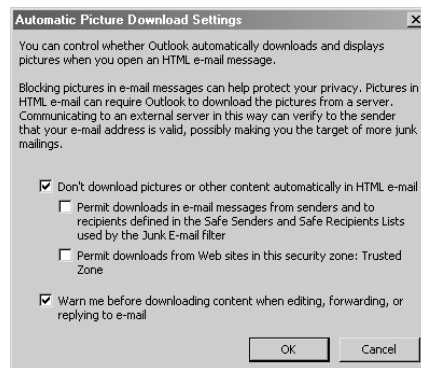 Automatic Picture Download Settings
You can control whether Outlook automatically downloads and displays
pictures when you open an HTML e-mail message.
Blocking pictures in e-mail messages can help protect your privacy. Pictures in
HTML e-mail can require Outlook to download the pictures from a server.
Communicating to an external server in this way can verify to the sender
that your e-mail address is valid, possibly making you the target of more junk
mailings.
Don't download pictures or other content automatically in HTML e-mail
Permit downloads in e-mail messages from senders and to
recipients defined in the Safe Senders and Safe Recipients Lists
used by the Junk E-mail filter
Permit downloads from Web sites in this security zone: Trusted
Zone
Warn me before downloading content when editing, forwarding, or
replying to e-mail
OK Cancel